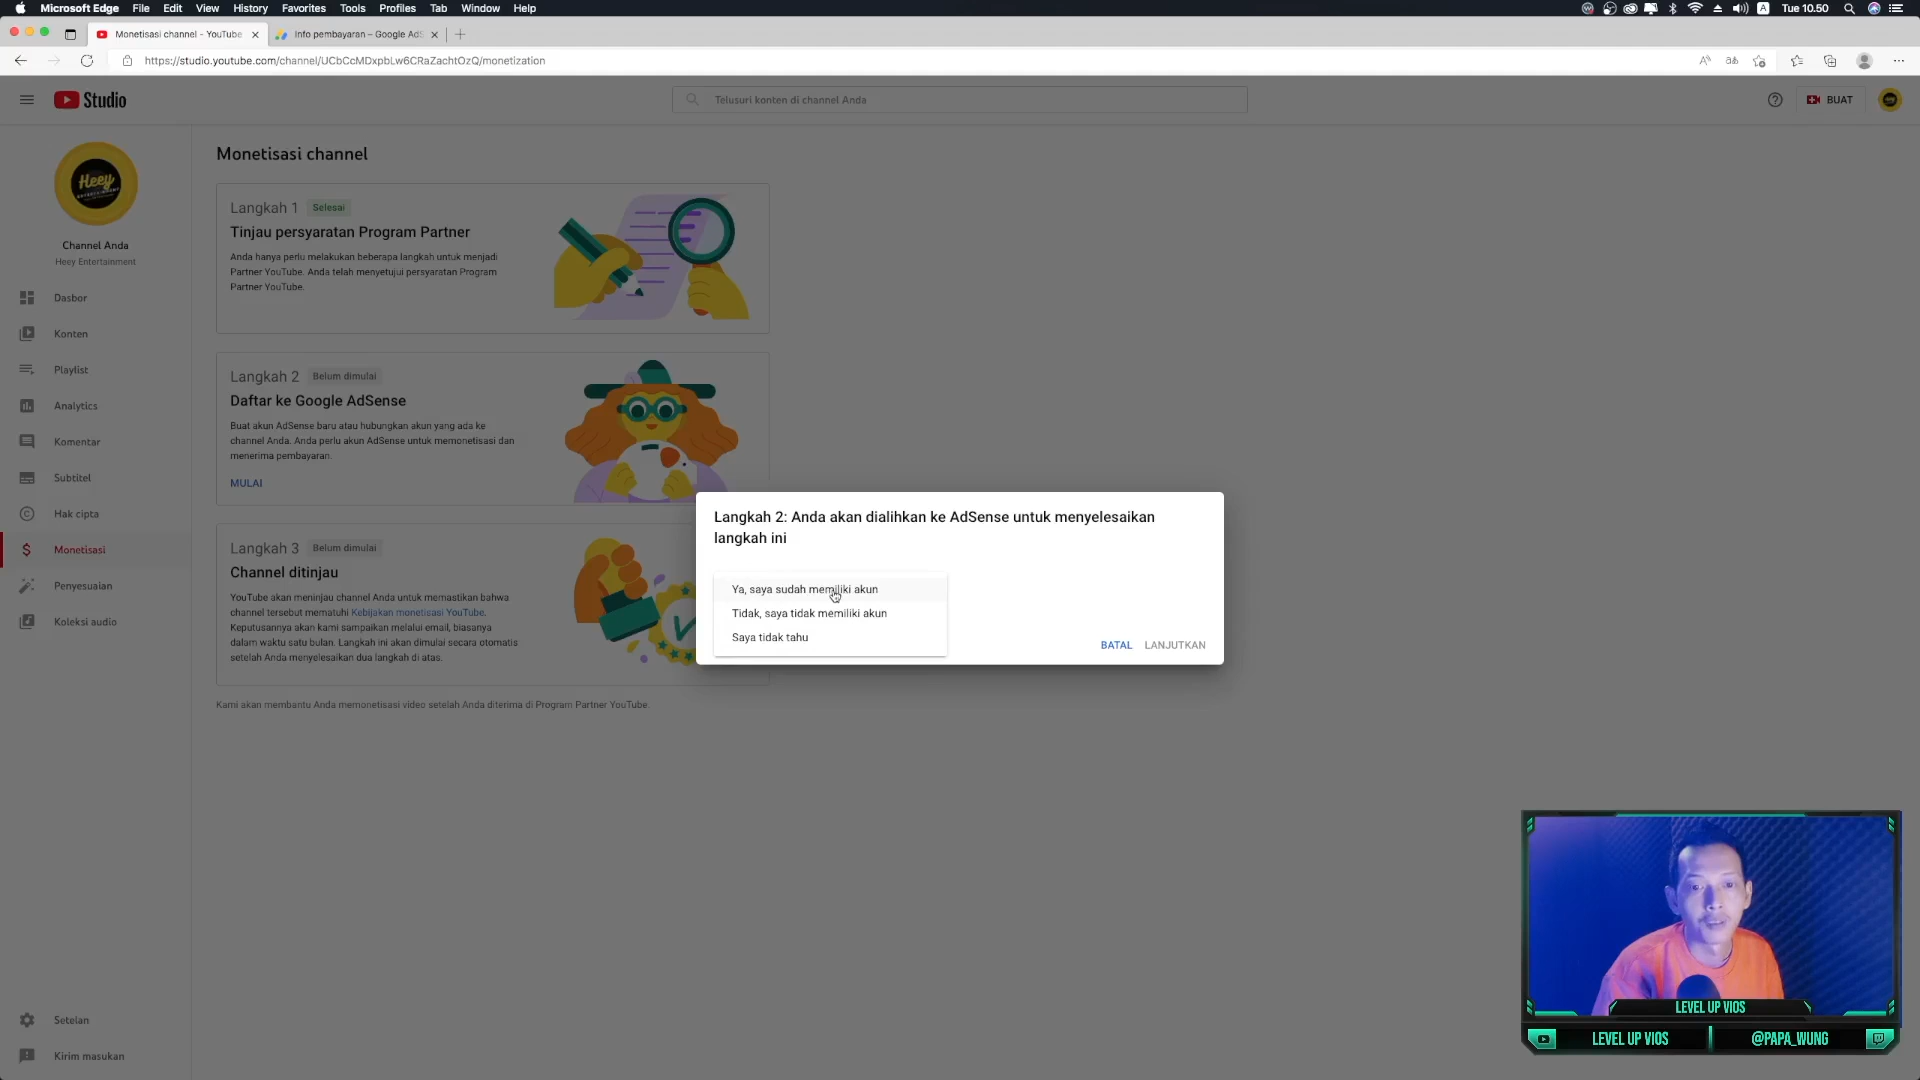 Microsoft Edge File Edit View History Favorites Tools Profiles Tab Window Help
A Tue 10.50
Monetisasi channel - YouTube
Info pembayaran – Google Ad
https://studio.youtube.com/channel/UCbCcMDxpbLw6CRaZachtOzQ/monetization
Studio
Telusuri konten di channel Anda
BUAT
Heey
Channel Anda
Heey Entertainment
Dasbor
Konten
Playlist
Analytics
Komentar
Subtitel
Hak cipta
Monetisasi
Penyesuaian
Koleksi audio
Setelan
Kirim masukan
Monetisasi channel
Langkah 1 Selesai
Tinjau persyaratan Program Partner
Anda hanya perlu melakukan beberapa langkah untuk menjadi
Partner YouTube. Anda telah menyetujui persyaratan Program
Partner YouTube.
Langkah 2 Belum dimulai
Daftar ke Google AdSense
Buat akun AdSense baru atau hubungkan akun yang ada ke
channel Anda. Anda perlu akun AdSense untuk memonetisasi dan
menerima pembayaran.
MULAI
Langkah 3 Belum dimulai
Channel ditinjau
YouTube akan meninjau channel Anda untuk memastikan bahwa
channel tersebut mematuhi Kebijakan monetisasi YouTube.
Keputusannya akan kami sampaikan melalui email, biasanya
dalam waktu satu bulan. Langkah ini akan dimulai secara otomatis
setelah Anda menyelesaikan dua langkah di atas.
Kami akan membantu Anda memonetisasi video setelah Anda diterima di Program Partner YouTube.
Langkah 2: Anda akan dialihkan ke AdSense untuk menyelesaikan
langkah ini
Ya, saya sudah memiliki akun
Tidak, saya tidak memiliki akun
Saya tidak tahu
BATAL LANJUTKAN
LEVEL UP VIOS
LEVEL UP VIOS
@PAPA_WUNG